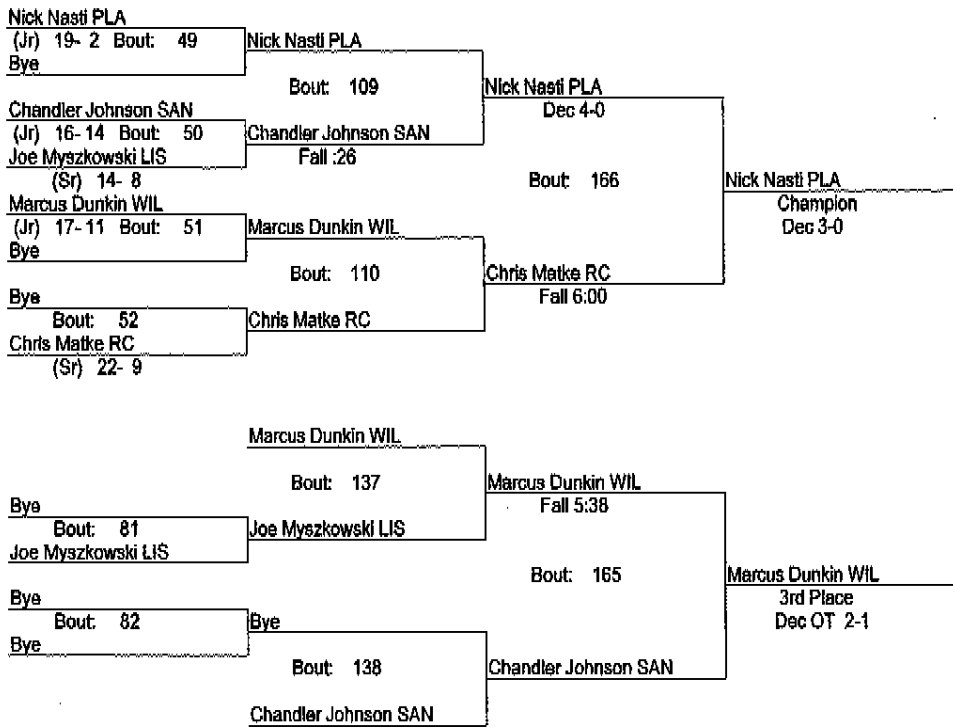 Nick Nasti PLA
(Jr) 19- 2 Bout: 49
Bye
Nick Nasti PLA
Bout: 109
Chandler Johnson SAN
(Jr) 16- 14 Bout: 50
Joe Myszkowski LIS
(Sr) 14- 8
Chandler Johnson SAN
Fall :26
Nick Nasti PLA
Dec 4-0
Marcus Dunkin WIL
(Jr) 17- 11 Bout: 51
Bye
Marcus Dunkin WIL
Bout: 110
Bye
Bout: 52
Chris Matke RC
(Sr) 22- 9
Chris Matke RC
Chris Matke RC
Fall 6:00
Bout: 166
Nick Nasti PLA
Champion
Dec 3-0
Marcus Dunkin WIL
Bout: 137
Bye
Bout: 81
Joe Myszkowski LIS
Joe Myszkowski LIS
Marcus Dunkin WIL
Fall 5:38
Bye
Bout: 82
Bye
Bye
Bout: 138
Chandler Johnson SAN
Chandler Johnson SAN
Bout: 165
Marcus Dunkin WIL
3rd Place
Dec OT 2-1